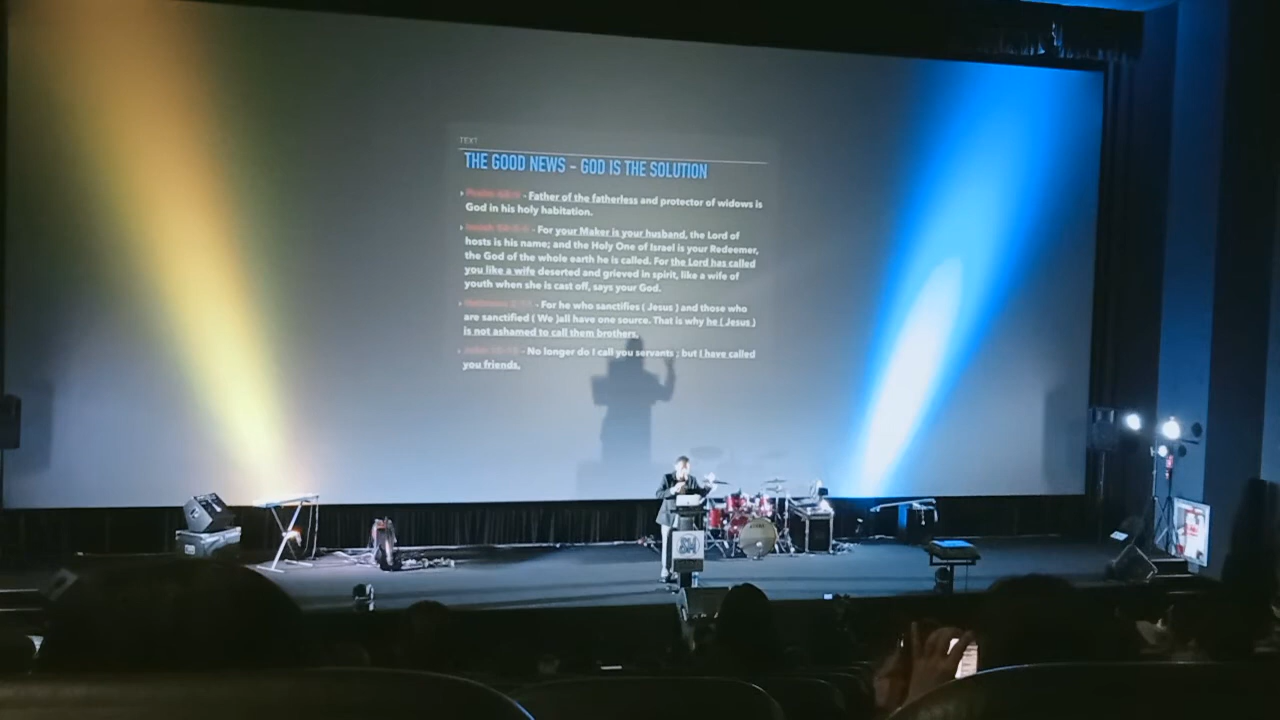 TEXT
THE GOOD NEWS - GOD IS THE SOLUTION
- Father of the fatherless and protector of widows is
God in his holy habitation.
- For your Maker is your husband, the Lord of
hosts is his name; and the Holy One of Israel is your Redeemer,
the God of the whole earth he is called. For the Lord has called
you like a wife deserted and grieved in spirit, like a wife of
youth when she is cast off, says your God.
- For he who sanctifies ( Jesus ) and those who
are sanctified ( We )all have one source. That is why he ( Jesus )
is not ashamed to call them brothers.
- No longer do I call you servants ; but I have called
you friends,
SM